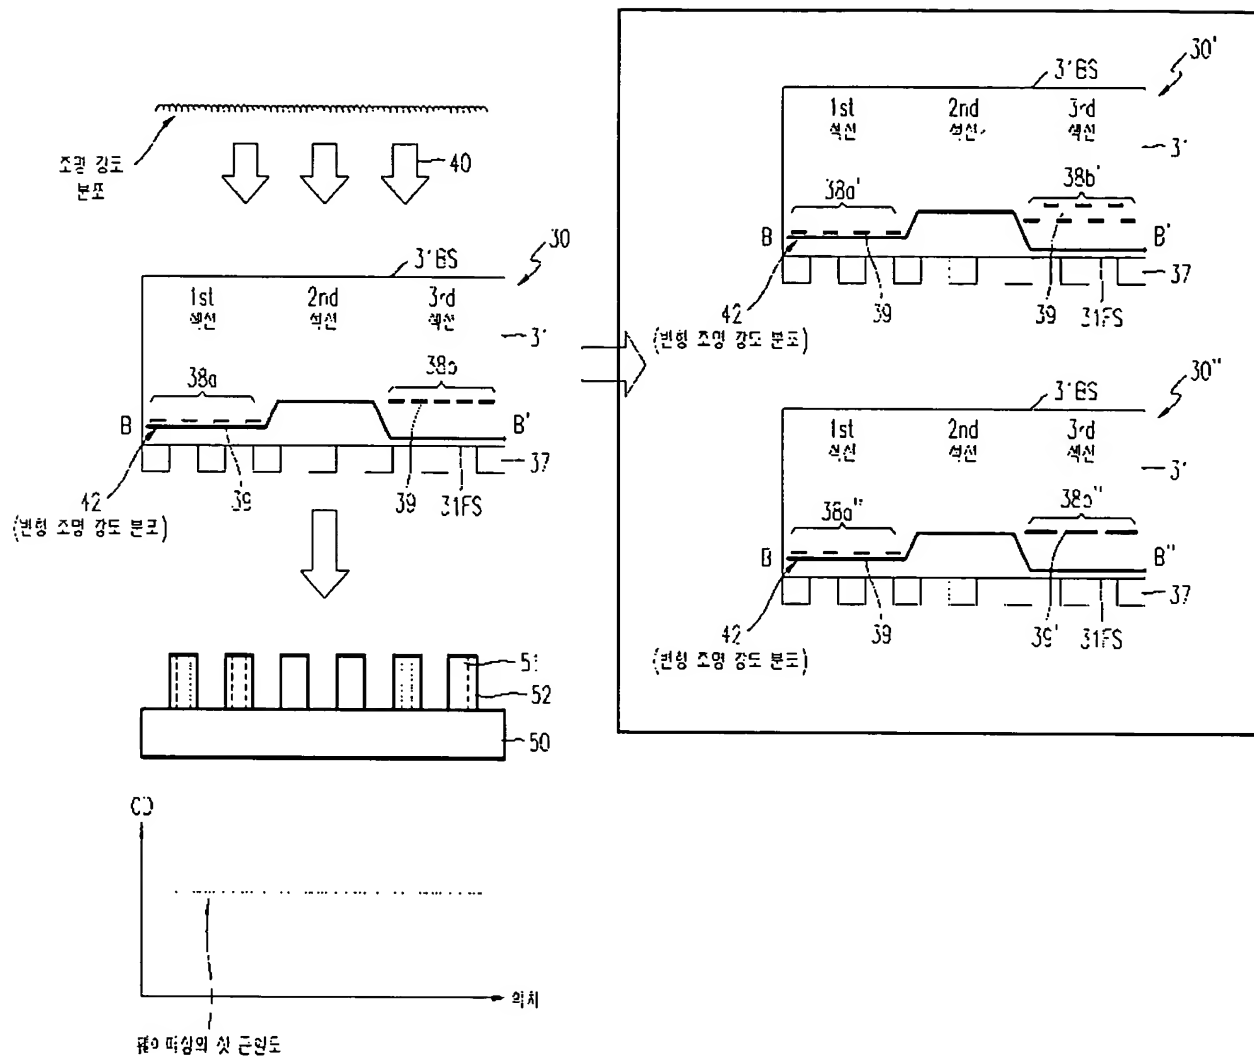 조명 강도
분포
40
30
3'BS
1st
섹션
2nd
섹션
3rd
섹션
3'
38a
38b
B
B'
37
42
39
39
31FS
(변형 조명 강도 분포)
51
52
50
CD
위치
30'
3'BS
1st
섹션
2nd
섹션
3rd
섹션
3'
38a'
38b'
B
B'
37
42
39
39
31FS
(변형 조명 강도 분포)
30"
3'BS
1st
섹션
2nd
섹션
3rd
섹션
3'
38a"
38b"
B
B"
37
42
39
39'
31FS
(변형 조명 강도 분포)